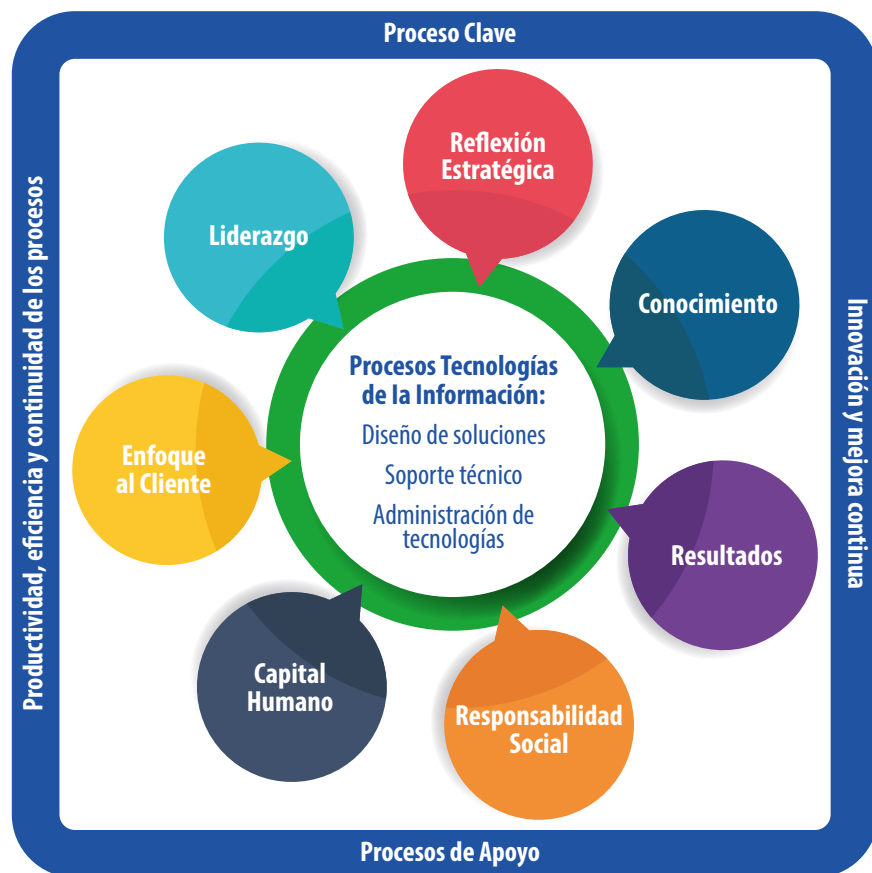 Proceso Clave
Reflexión
Estratégica
Liderazgo
Conocimiento
Productividad, eficiencia y continuidad de los procesos
Innovación y mejora continua
Procesos Tecnologías
de la Información:
Diseño de soluciones
Soporte técnico
Administración de
tecnologías
Enfoque
al Cliente
Resultados
Capital
Humano
Responsabilidad
Social
Procesos de Apoyo